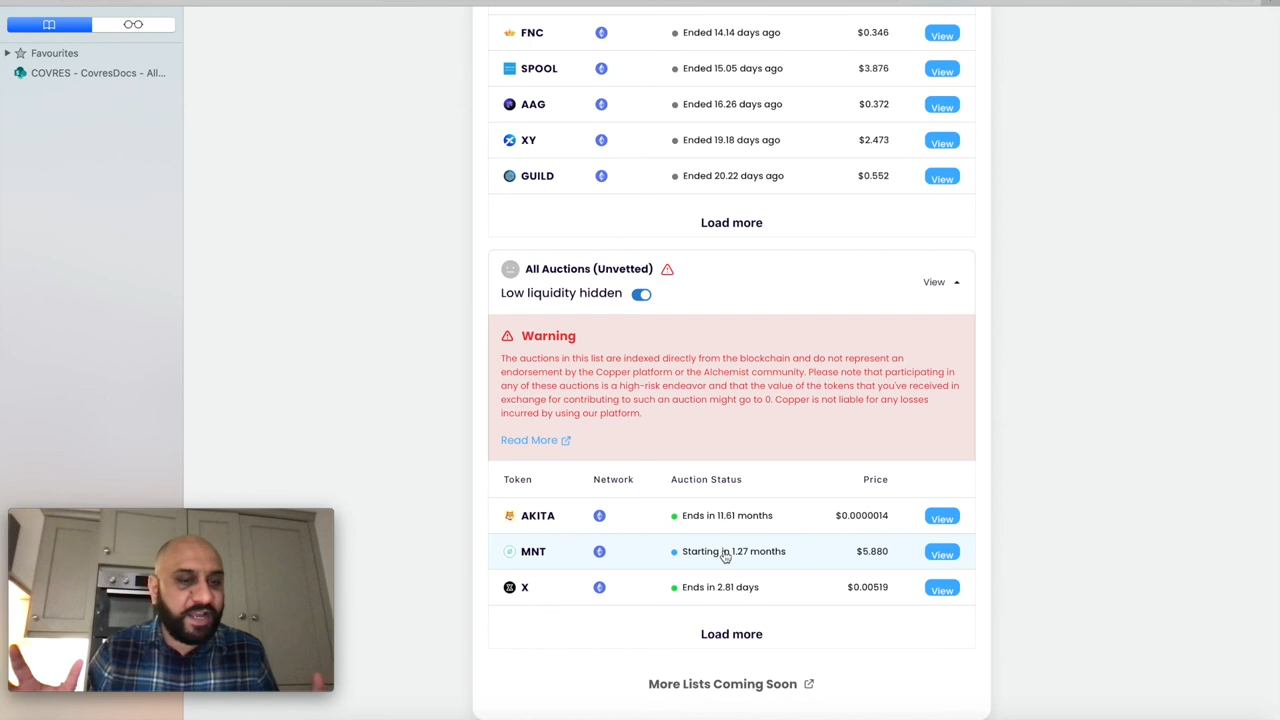 Favourites
COVRES - CovresDocs - All...
FNC Ended 14.14 days ago $0.346 View
SPOOL Ended 15.05 days ago $3.876 View
AAG Ended 16.26 days ago $0.372 View
XY Ended 19.18 days ago $2.473 View
GUILD Ended 20.22 days ago $0.552 View
Load more
All Auctions (Unvetted)
Low liquidity hidden
View
Warning
The auctions in this list are indexed directly from the blockchain and do not represent an
endorsement by the Copper platform or the Alchemist community. Please note that participating in
any of these auctions is a high-risk endeavor and that the value of the tokens that you've received in
exchange for contributing to such an auction might go to 0. Copper is not liable for any losses
incurred by using our platform.
Read More
Token Network Auction Status Price
AKITA Ends in 11.61 months $0.0000014 View
MNT Starting in 1.27 months $5.880 View
X Ends in 2.81 days $0.00519 View
Load more
More Lists Coming Soon